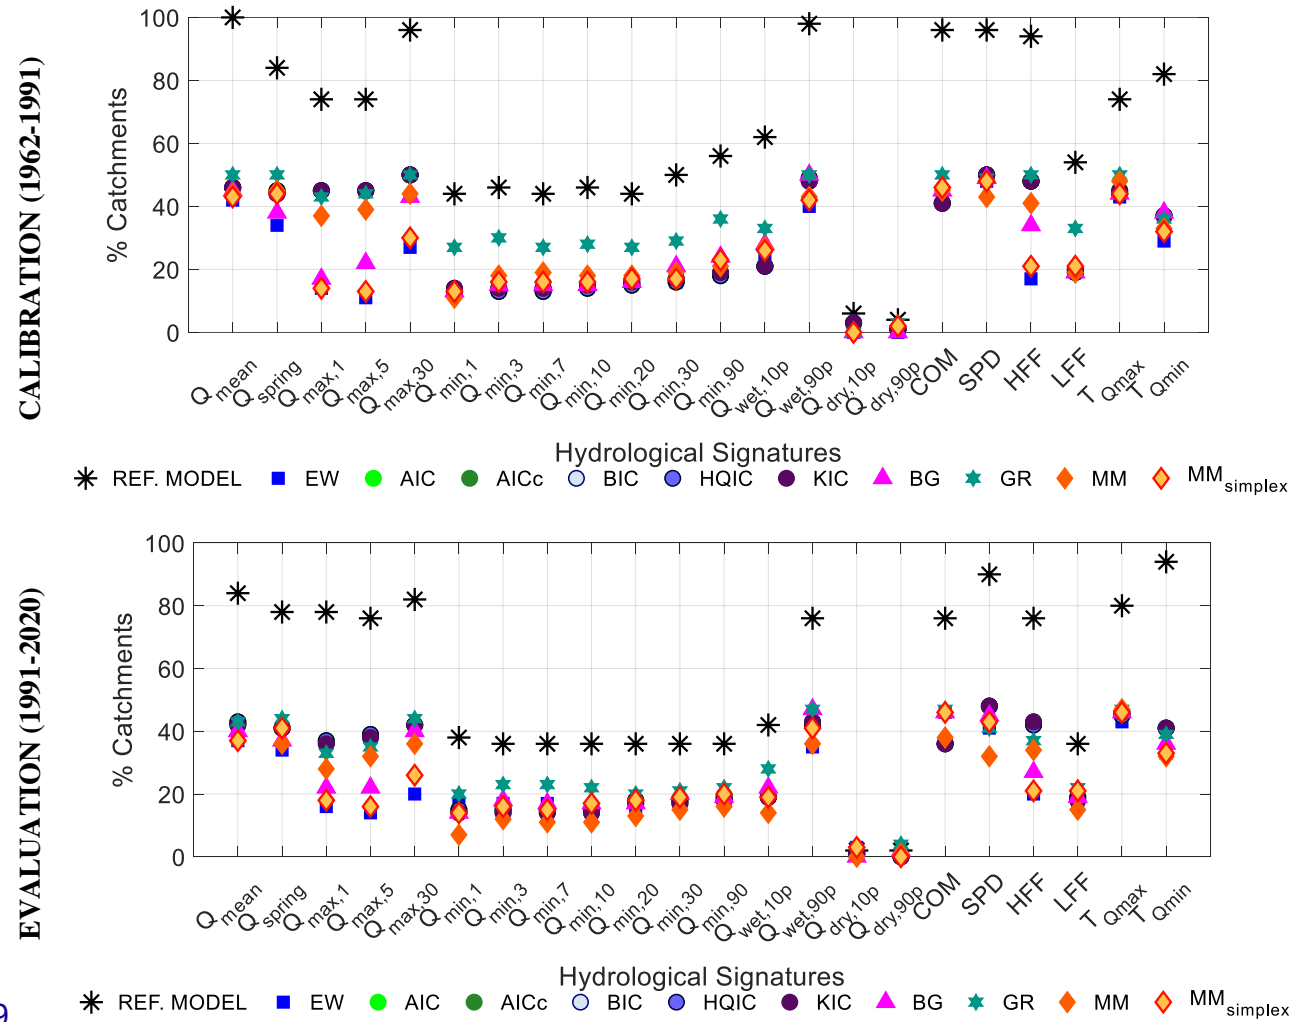 CALIBRATION (1962-1991)
% Catchments
100
80
60
40
20
0
Q mean
Q spring
Q max,1
Q max,5
Q max,30
Q min,1
Q min,3
Q min,7
Q min,10
Q min,20
Q min,30
Q min,90
Q wet,10p
Q wet,90p
Q dry,10p
Q dry,90p
COM
SPD
HFF
LFF
T Qmax
T Qmin
Hydrological Signatures
REF. MODEL EW AIC AICc BIC HQIC KIC BG GR MM MM simplex
EVALUATION (1991-2020)
% Catchments
100
80
60
40
20
0
Q mean
Q spring
Q max,1
Q max,5
Q max,30
Q min,1
Q min,3
Q min,7
Q min,10
Q min,20
Q min,30
Q min,90
Q wet,10p
Q wet,90p
Q dry,10p
Q dry,90p
COM
SPD
HFF
LFF
T Qmax
T Qmin
Hydrological Signatures
REF. MODEL EW AIC AICc BIC HQIC KIC BG GR MM MM simplex
9